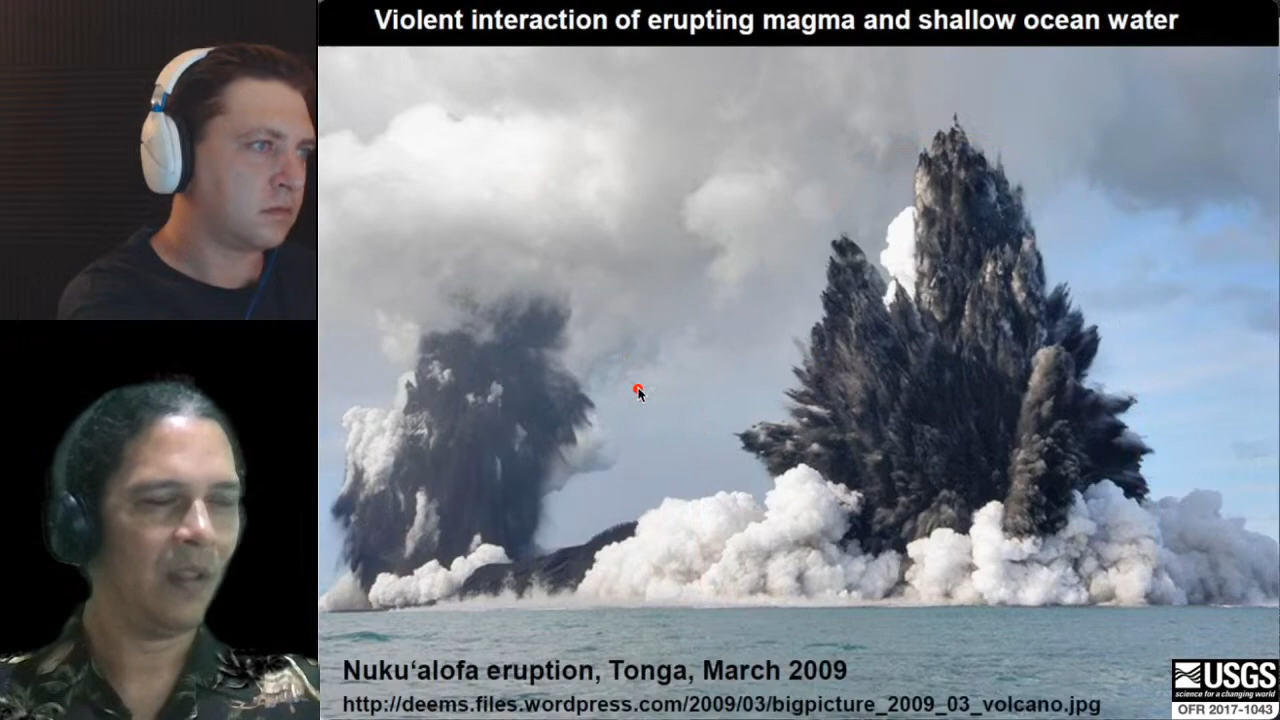 Violent interaction of erupting magma and shallow ocean water
Nuku‘alofa eruption, Tonga, March 2009
http://deems.files.wordpress.com/2009/03/bigpicture_2009_03_volcano.jpg
USGS
science for a changing world
OFR 2017-1043